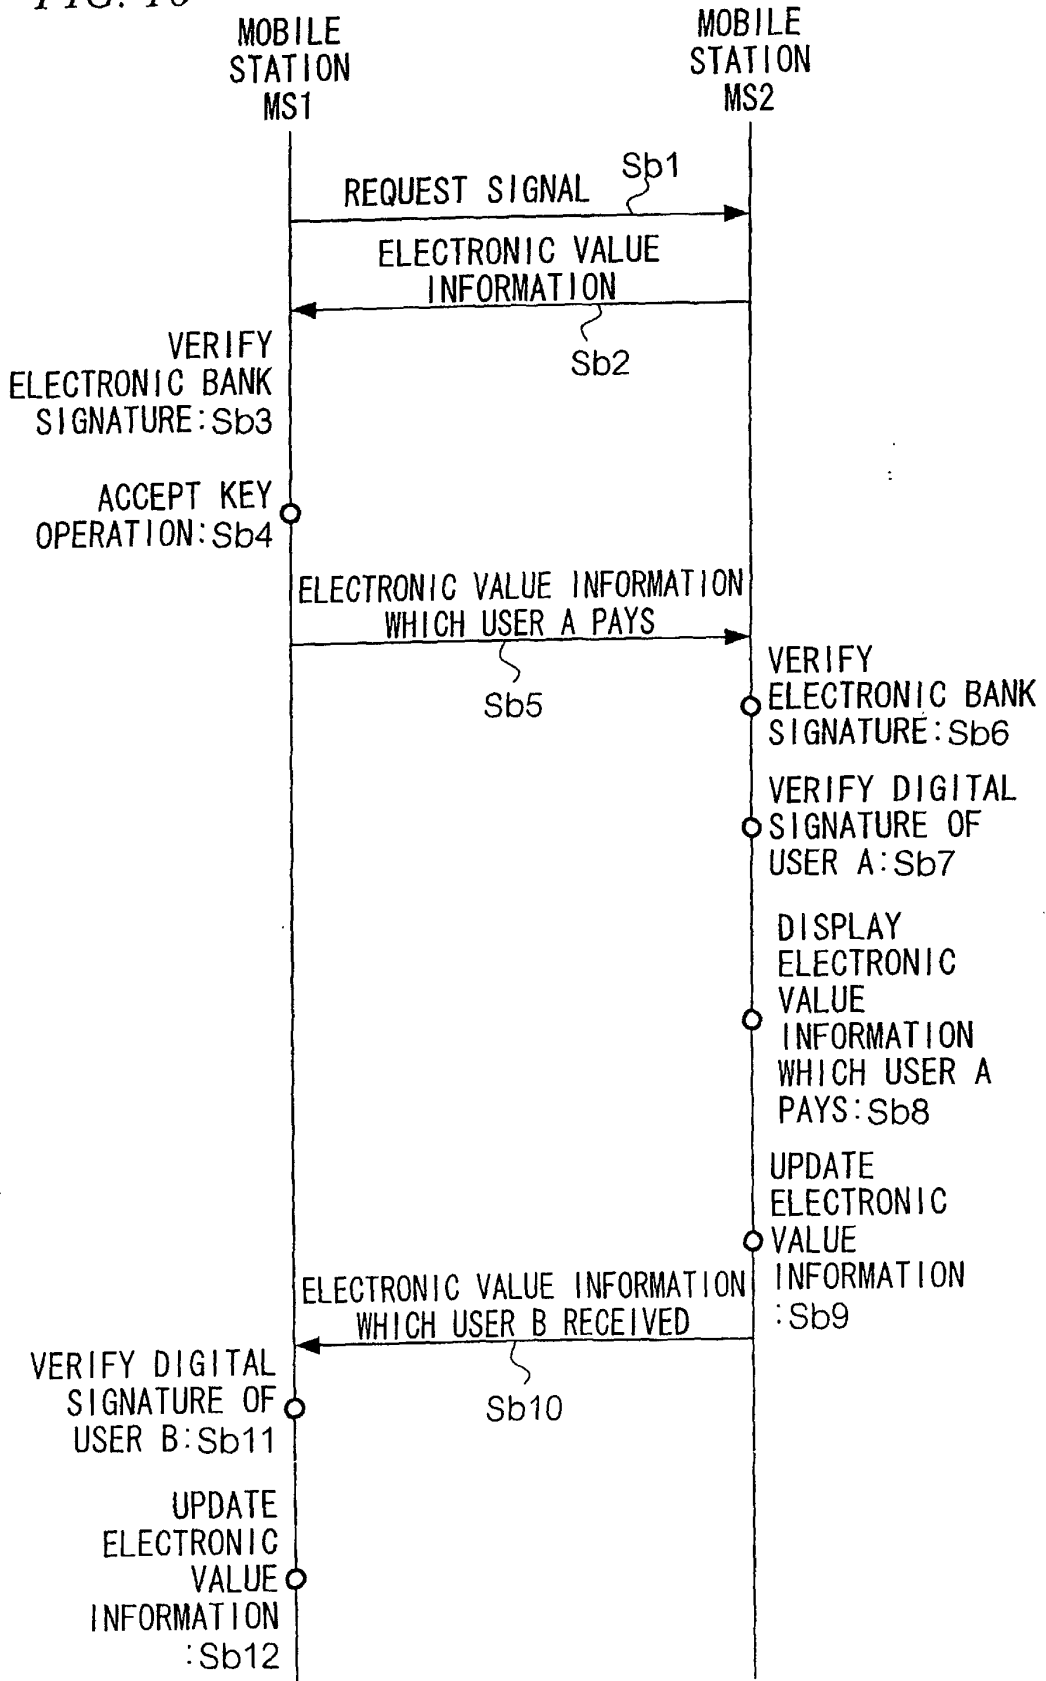 MOBILE
STATION
MS1
MOBILE
STATION
MS2
Sb1
REQUEST SIGNAL
ELECTRONIC VALUE
INFORMATION
Sb2
VERIFY
ELECTRONIC BANK
SIGNATURE:Sb3
ACCEPT KEY
OPERATION:Sb4
ELECTRONIC VALUE INFORMATION
WHICH USER A PAYS
Sb5
VERIFY
ELECTRONIC BANK
SIGNATURE:Sb6
VERIFY DIGITAL
SIGNATURE OF
USER A:Sb7
DISPLAY
ELECTRONIC
VALUE
INFORMATION
WHICH USER A
PAYS:Sb8
UPDATE
ELECTRONIC
VALUE
INFORMATION
:Sb9
ELECTRONIC VALUE INFORMATION
WHICH USER B RECEIVED
Sb10
VERIFY DIGITAL
SIGNATURE OF
USER B:Sb11
UPDATE
ELECTRONIC
VALUE
INFORMATION
:Sb12